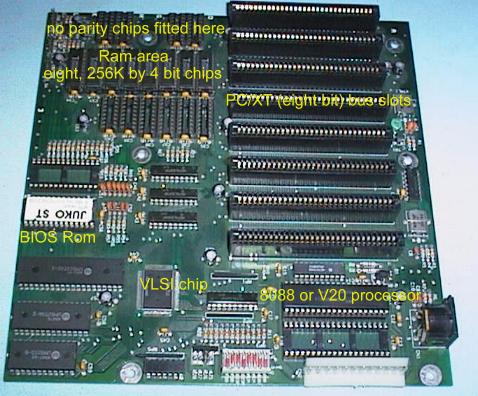 no parity chips fitted here
Ram area
eight, 256K by 4 bit chips
PC/XT (eight bit) bus slots
JUKO ST
BIOS Rom
VLSI chip
8088 or V20 processor